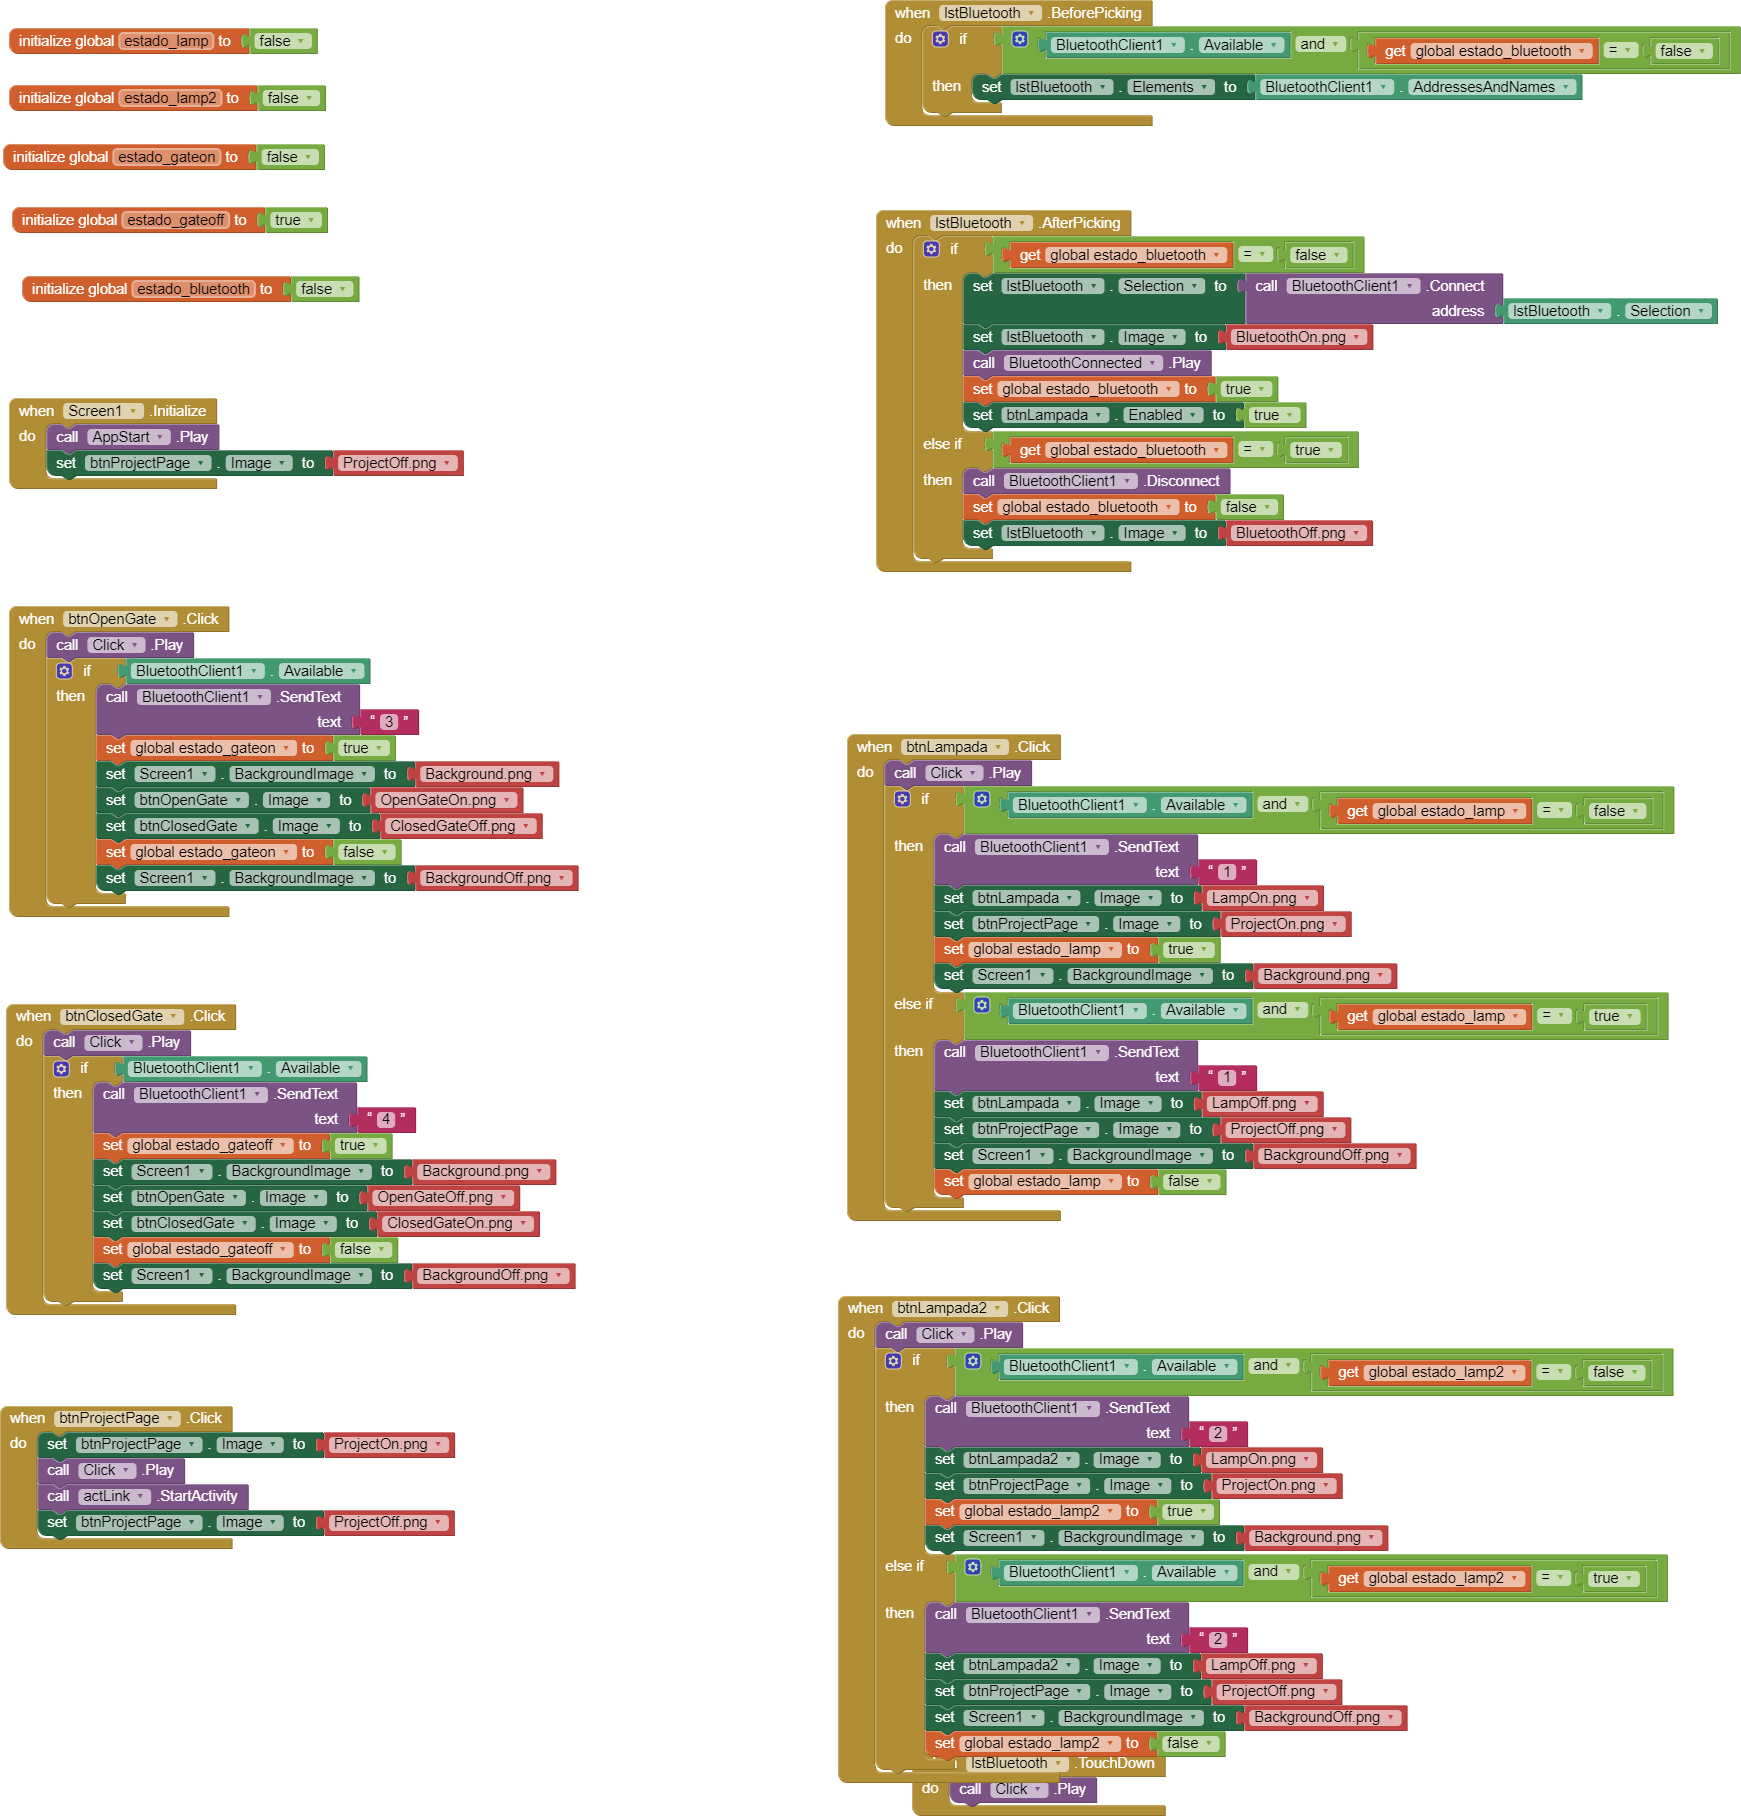 initialize global estado_lamp to false
initialize global estado_lamp2 to false
initialize global estado_gateon to false
initialize global estado_gateoff to true
initialize global estado_bluetooth to false
when Screen1 .Initialize
do call AppStart .Play
set btnProjectPage . Image to ProjectOff.png
when btnOpenGate .Click
do call Click .Play
if BluetoothClient1 . Available
then call BluetoothClient1 .SendText
text " 3 "
set global estado_gateon to true
set Screen1 . BackgroundImage to Background.png
set btnOpenGate . Image to OpenGateOn.png
set btnClosedGate . Image to ClosedGateOff.png
set global estado_gateon to false
set Screen1 . BackgroundImage to BackgroundOff.png
when btnClosedGate .Click
do call Click .Play
if BluetoothClient1 . Available
then call BluetoothClient1 .SendText
text " 4 "
set global estado_gateoff to true
set Screen1 . BackgroundImage to Background.png
set btnOpenGate . Image to OpenGateOff.png
set btnClosedGate . Image to ClosedGateOn.png
set global estado_gateoff to false
set Screen1 . BackgroundImage to BackgroundOff.png
when btnProjectPage .Click
do set btnProjectPage . Image to ProjectOn.png
call Click .Play
call actLink .StartActivity
set btnProjectPage . Image to ProjectOff.png
when lstBluetooth .BeforePicking
do if BluetoothClient1 . Available and get global estado_bluetooth = false
then set lstBluetooth . Elements to BluetoothClient1 . AddressesAndNames
when lstBluetooth .AfterPicking
do if get global estado_bluetooth = false
then set lstBluetooth . Selection to call BluetoothClient1 .Connect
address lstBluetooth . Selection
set lstBluetooth . Image to BluetoothOn.png
call BluetoothConnected .Play
set global estado_bluetooth to true
set btnLampada . Enabled to true
else if get global estado_bluetooth = true
then call BluetoothClient1 .Disconnect
set global estado_bluetooth to false
set lstBluetooth . Image to BluetoothOff.png
when btnLampada .Click
do call Click .Play
if BluetoothClient1 . Available and get global estado_lamp = false
then call BluetoothClient1 .SendText
text " 1 "
set btnLampada . Image to LampOn.png
set btnProjectPage . Image to ProjectOn.png
set global estado_lamp to true
set Screen1 . BackgroundImage to Background.png
else if BluetoothClient1 . Available and get global estado_lamp = true
then call BluetoothClient1 .SendText
text " 1 "
set btnLampada . Image to LampOff.png
set btnProjectPage . Image to ProjectOff.png
set Screen1 . BackgroundImage to BackgroundOff.png
set global estado_lamp to false
when btnLampada2 .Click
do call Click .Play
if BluetoothClient1 . Available and get global estado_lamp2 = false
then call BluetoothClient1 .SendText
text " 2 "
set btnLampada2 . Image to LampOn.png
set btnProjectPage . Image to ProjectOn.png
set global estado_lamp2 to true
set Screen1 . BackgroundImage to Background.png
else if BluetoothClient1 . Available and get global estado_lamp2 = true
then call BluetoothClient1 .SendText
text " 2 "
set btnLampada2 . Image to LampOff.png
set btnProjectPage . Image to ProjectOff.png
set Screen1 . BackgroundImage to BackgroundOff.png
set global estado_lamp2 to false
lstBluetooth .TouchDown
do call Click .Play